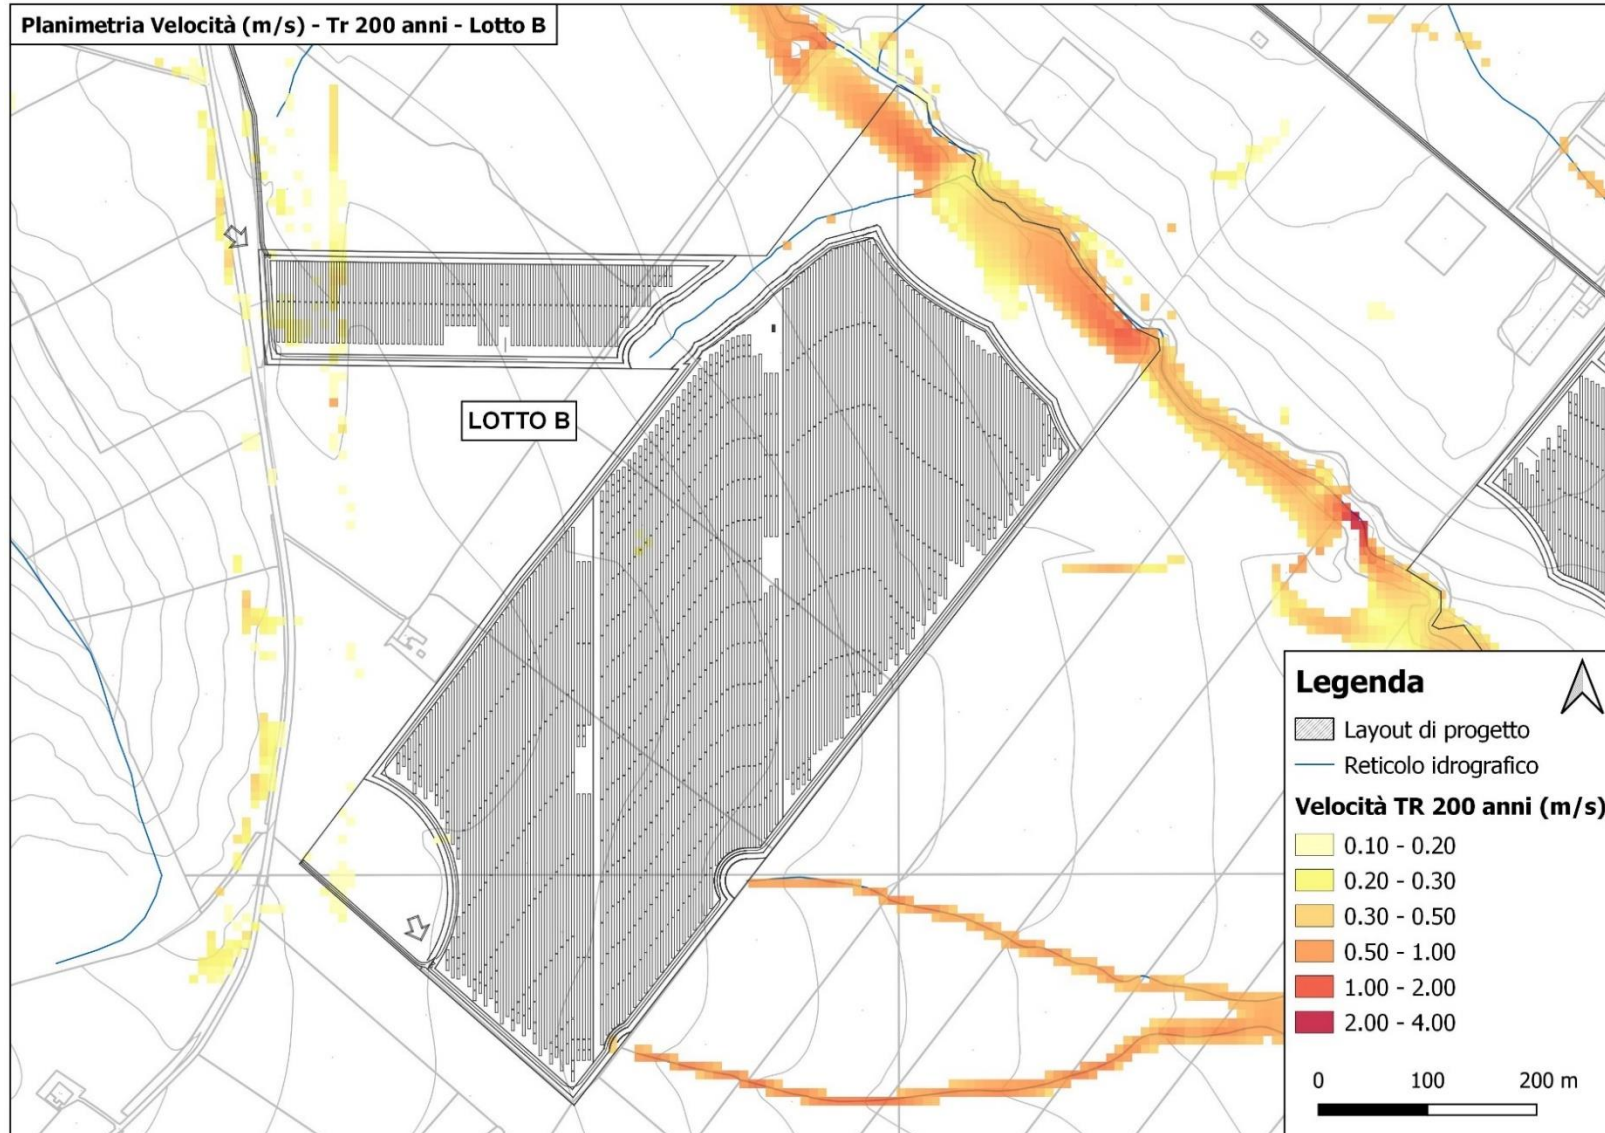 Planimetria Velocità (m/s) - Tr 200 anni - Lotto B
LOTTO B
Legenda
Layout di progetto
Reticolo idrografico
Velocità TR 200 anni (m/s)
0.10 - 0.20
0.20 - 0.30
0.30 - 0.50
0.50 - 1.00
1.00 - 2.00
2.00 - 4.00
0 100 200 m